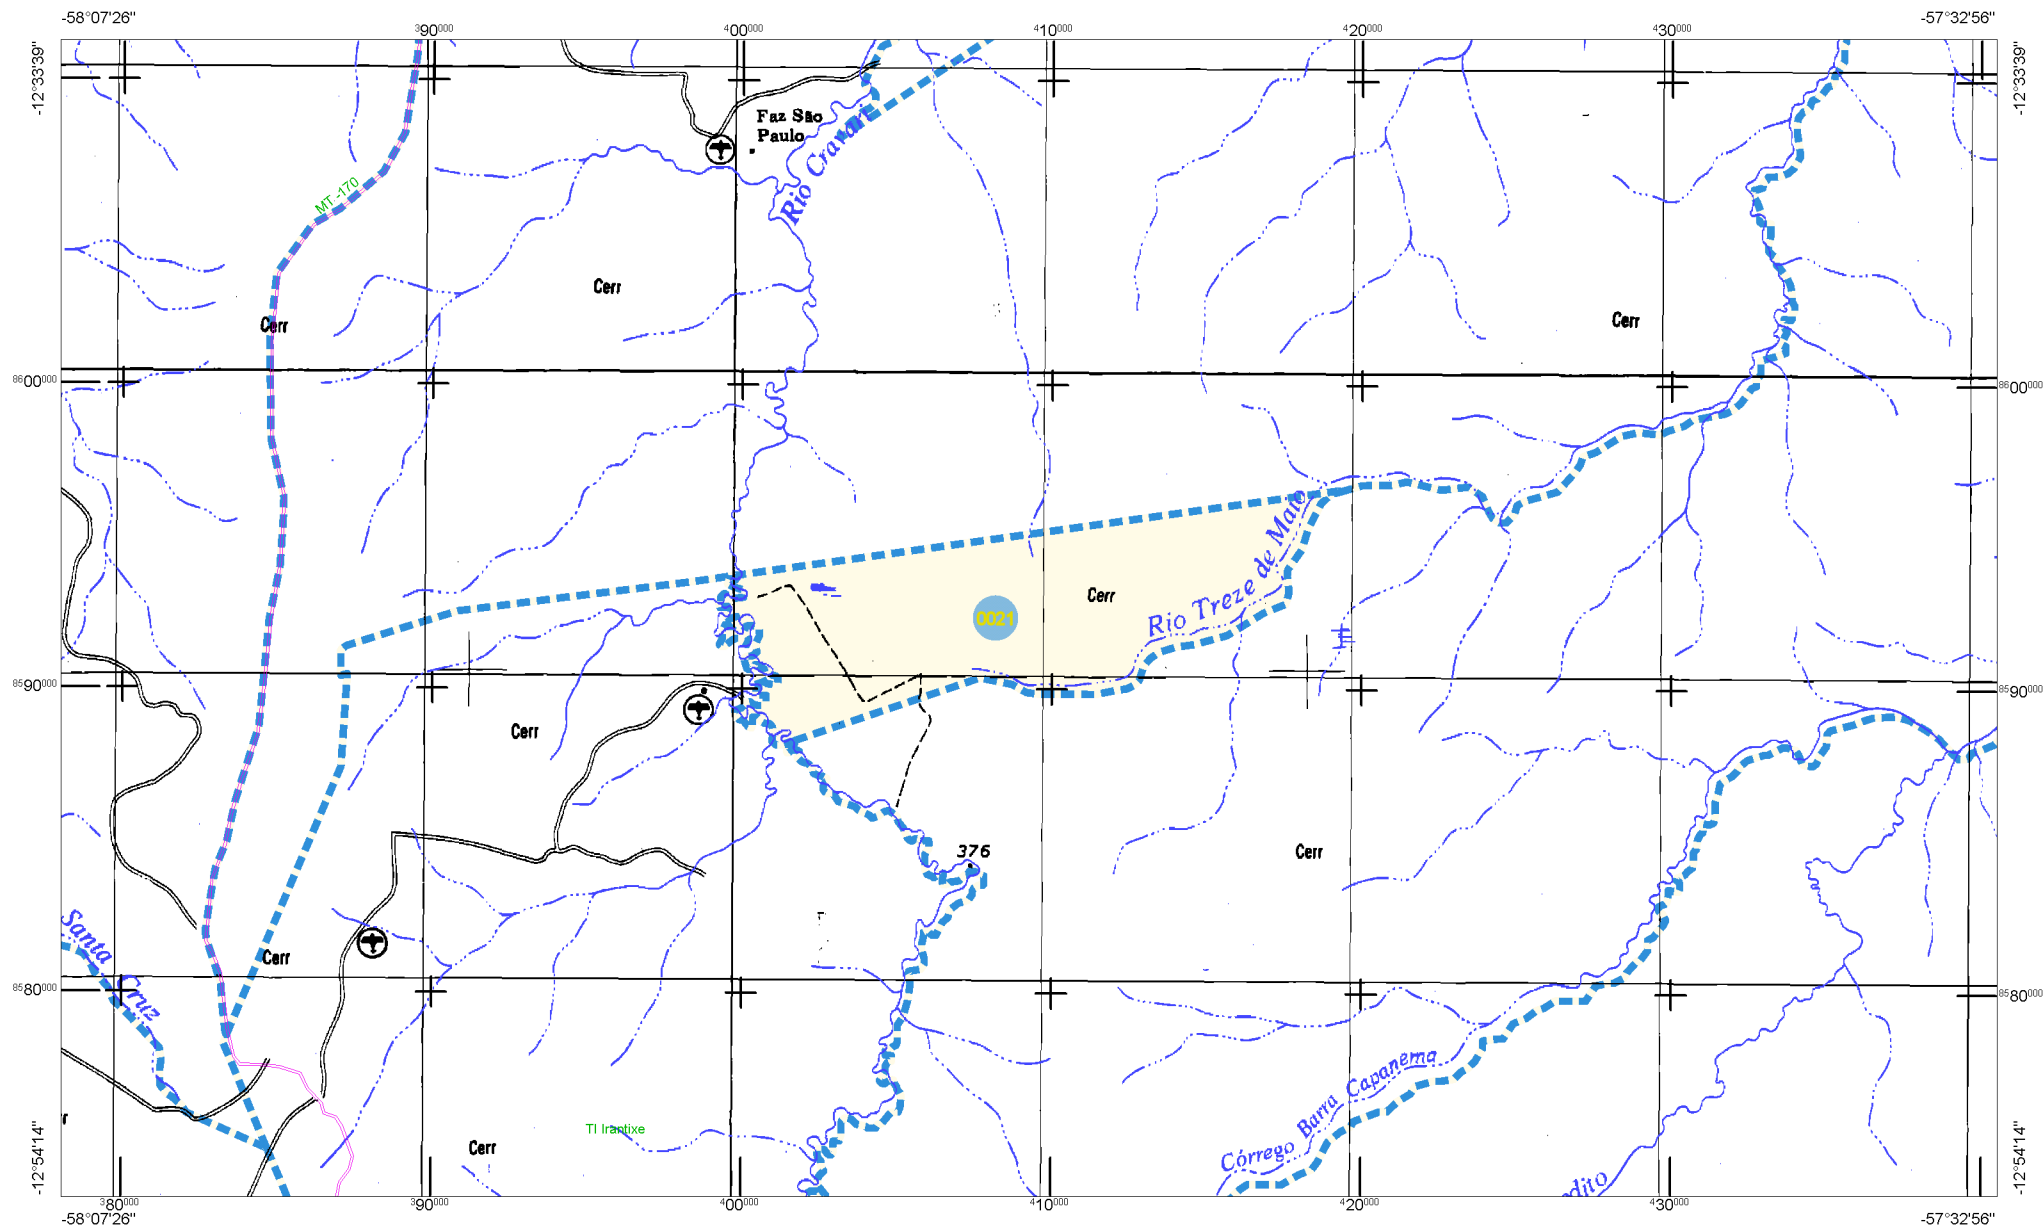 -58°07'26"
-57°32'56"
390000
400000
410000
420000
430000
-12°33'39"
-12°33'39"
Faz São
Paulo
Rio Cravari
MT -170
Cerr
Cerr
Cerr
8600000
8600000
Rio Treze de Maio
Cerr
0021
8590000
8590000
Cerr
376
Cerr
Santa Cruz
Cerr
8580000
8580000
Córrego Barra Capanema
TI Irantixe
Cerr
dito
-12°54'14"
-12°54'14"
380000
390000
400000
410000
420000
430000
-58°07'26"
-57°32'56"